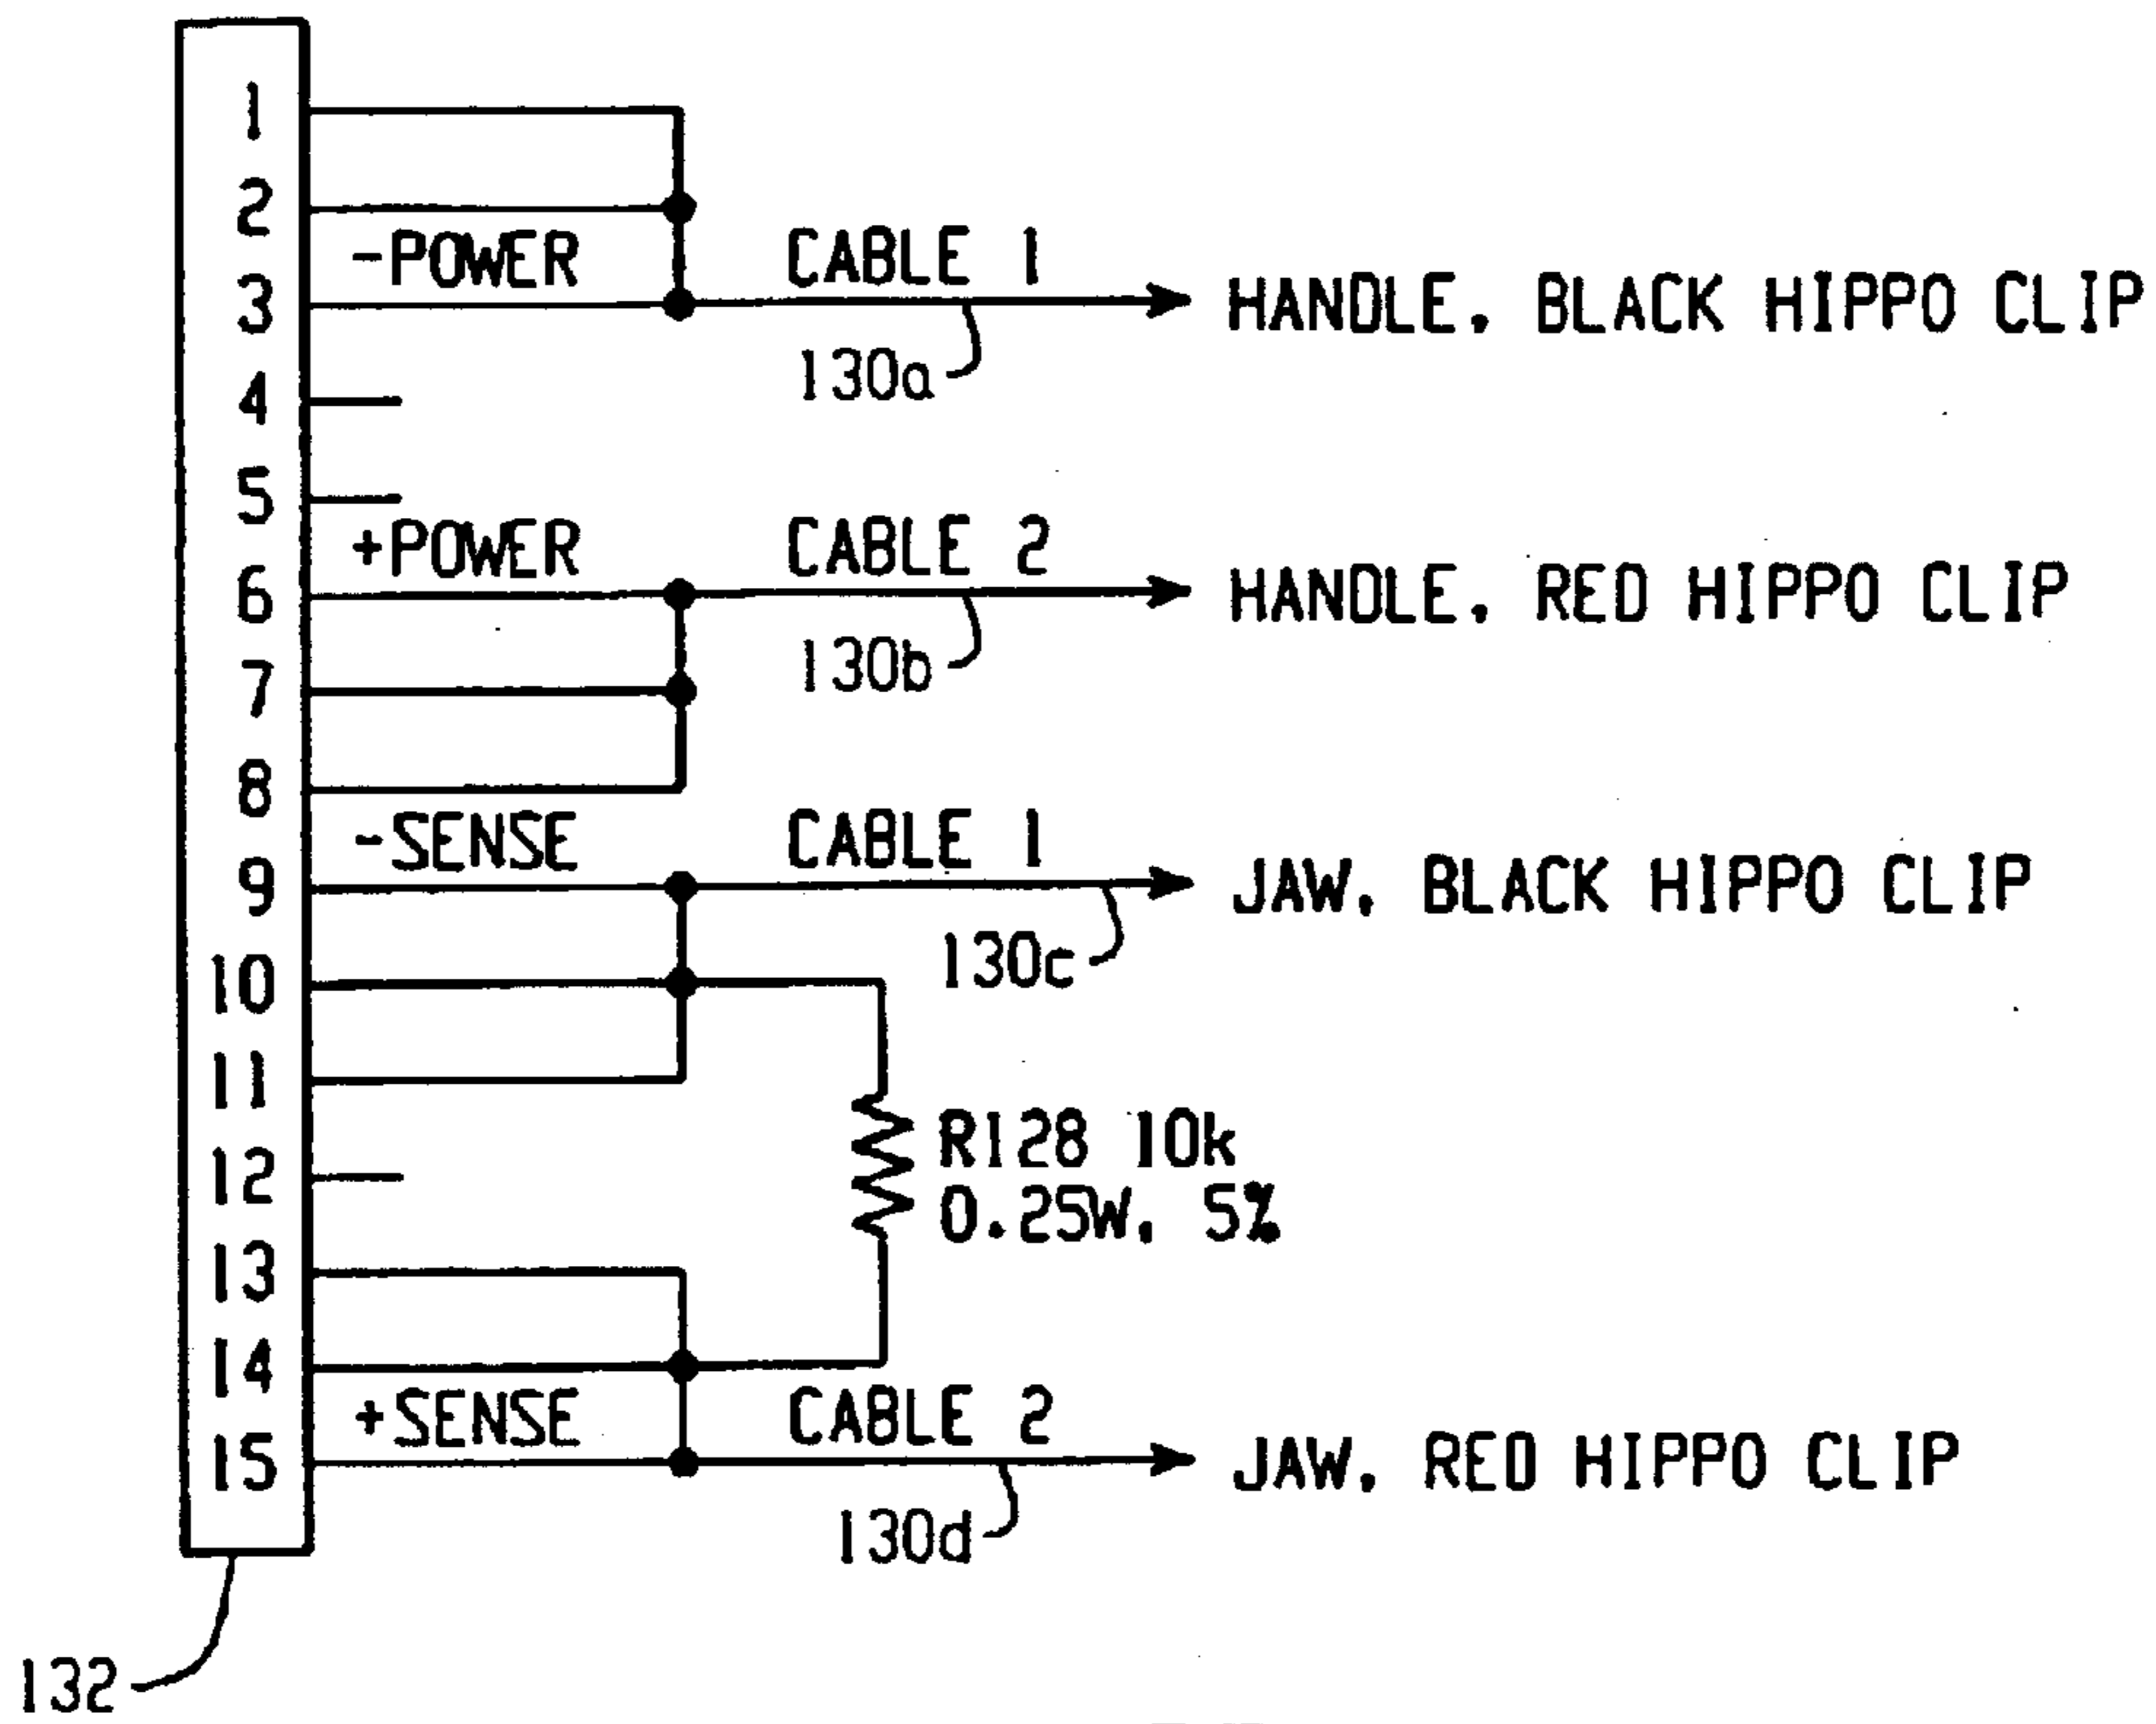 1
2
-POWER CABLE 1
3 HANDLE, BLACK HIPPO CLIP
130a
4
5
+POWER CABLE 2
6 HANDLE, RED HIPPO CLIP
130b
7
8
-SENSE CABLE 1
9 JAW, BLACK HIPPO CLIP
130c
10
11
R128 10k
12
0.25W, 5%
13
14
+SENSE CABLE 2
15 JAW, RED HIPPO CLIP
130d
132